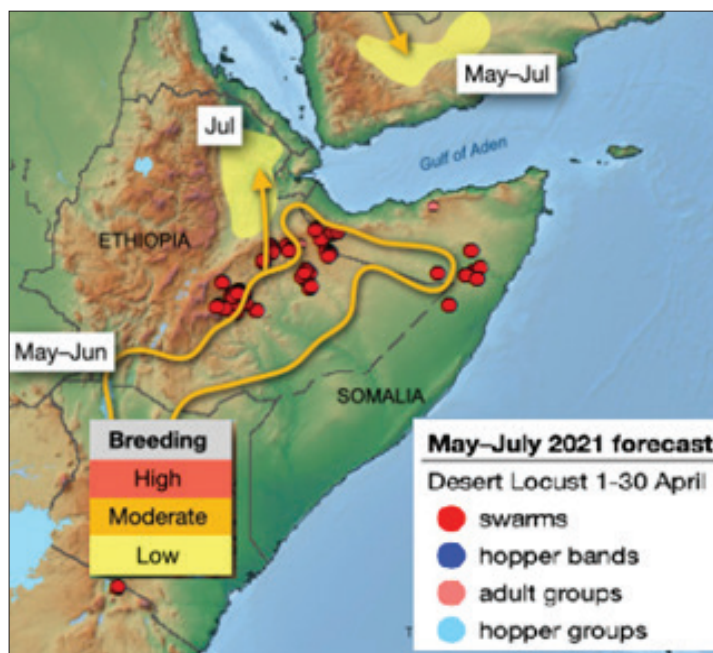 May–Jul
Jul
Gulf of Aden
ETHIOPIA
May–Jun
SOMALIA
Breeding
High
Moderate
Low
May–July 2021 forecast
Desert Locust 1-30 April
swarms
hopper bands
adult groups
hopper groups